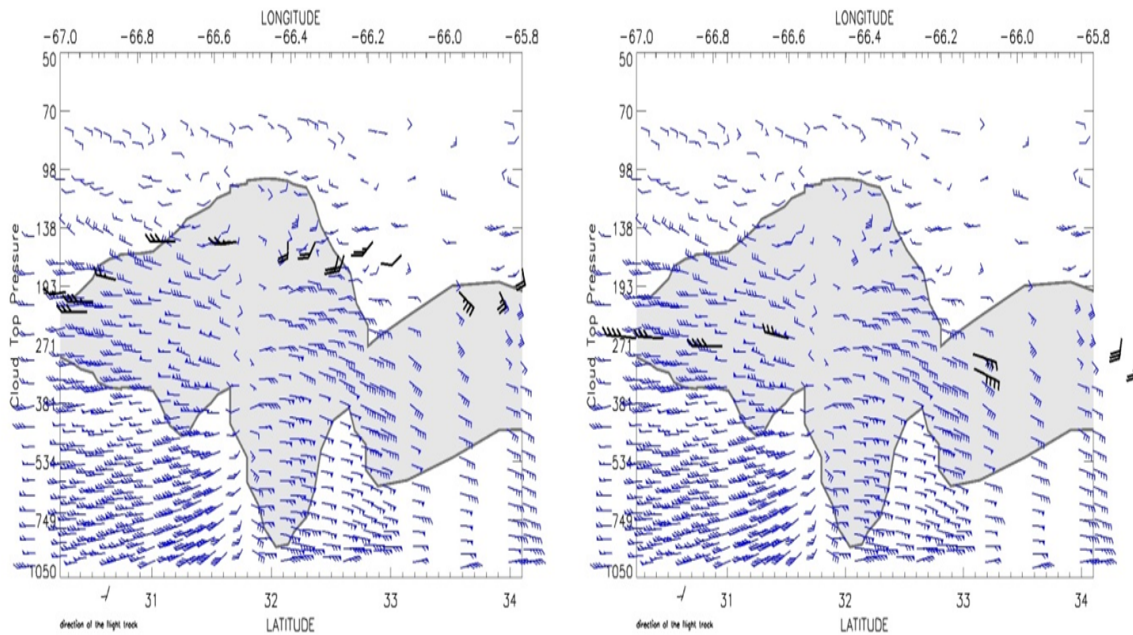 LONGITUDE
-67.0 -66.8 -66.6 -66.4 -66.2 -66.0 -65.8
50
70
98
138
193
271
381
534
749
1050
Cloud Top Pressure
31 32 33 34
LATITUDE
direction of the flight track
LONGITUDE
-67.0 -66.8 -66.6 -66.4 -66.2 -66.0 -65.8
50
70
98
138
193
271
381
534
749
1050
Cloud Top Pressure
31 32 33 34
LATITUDE
direction of the flight track